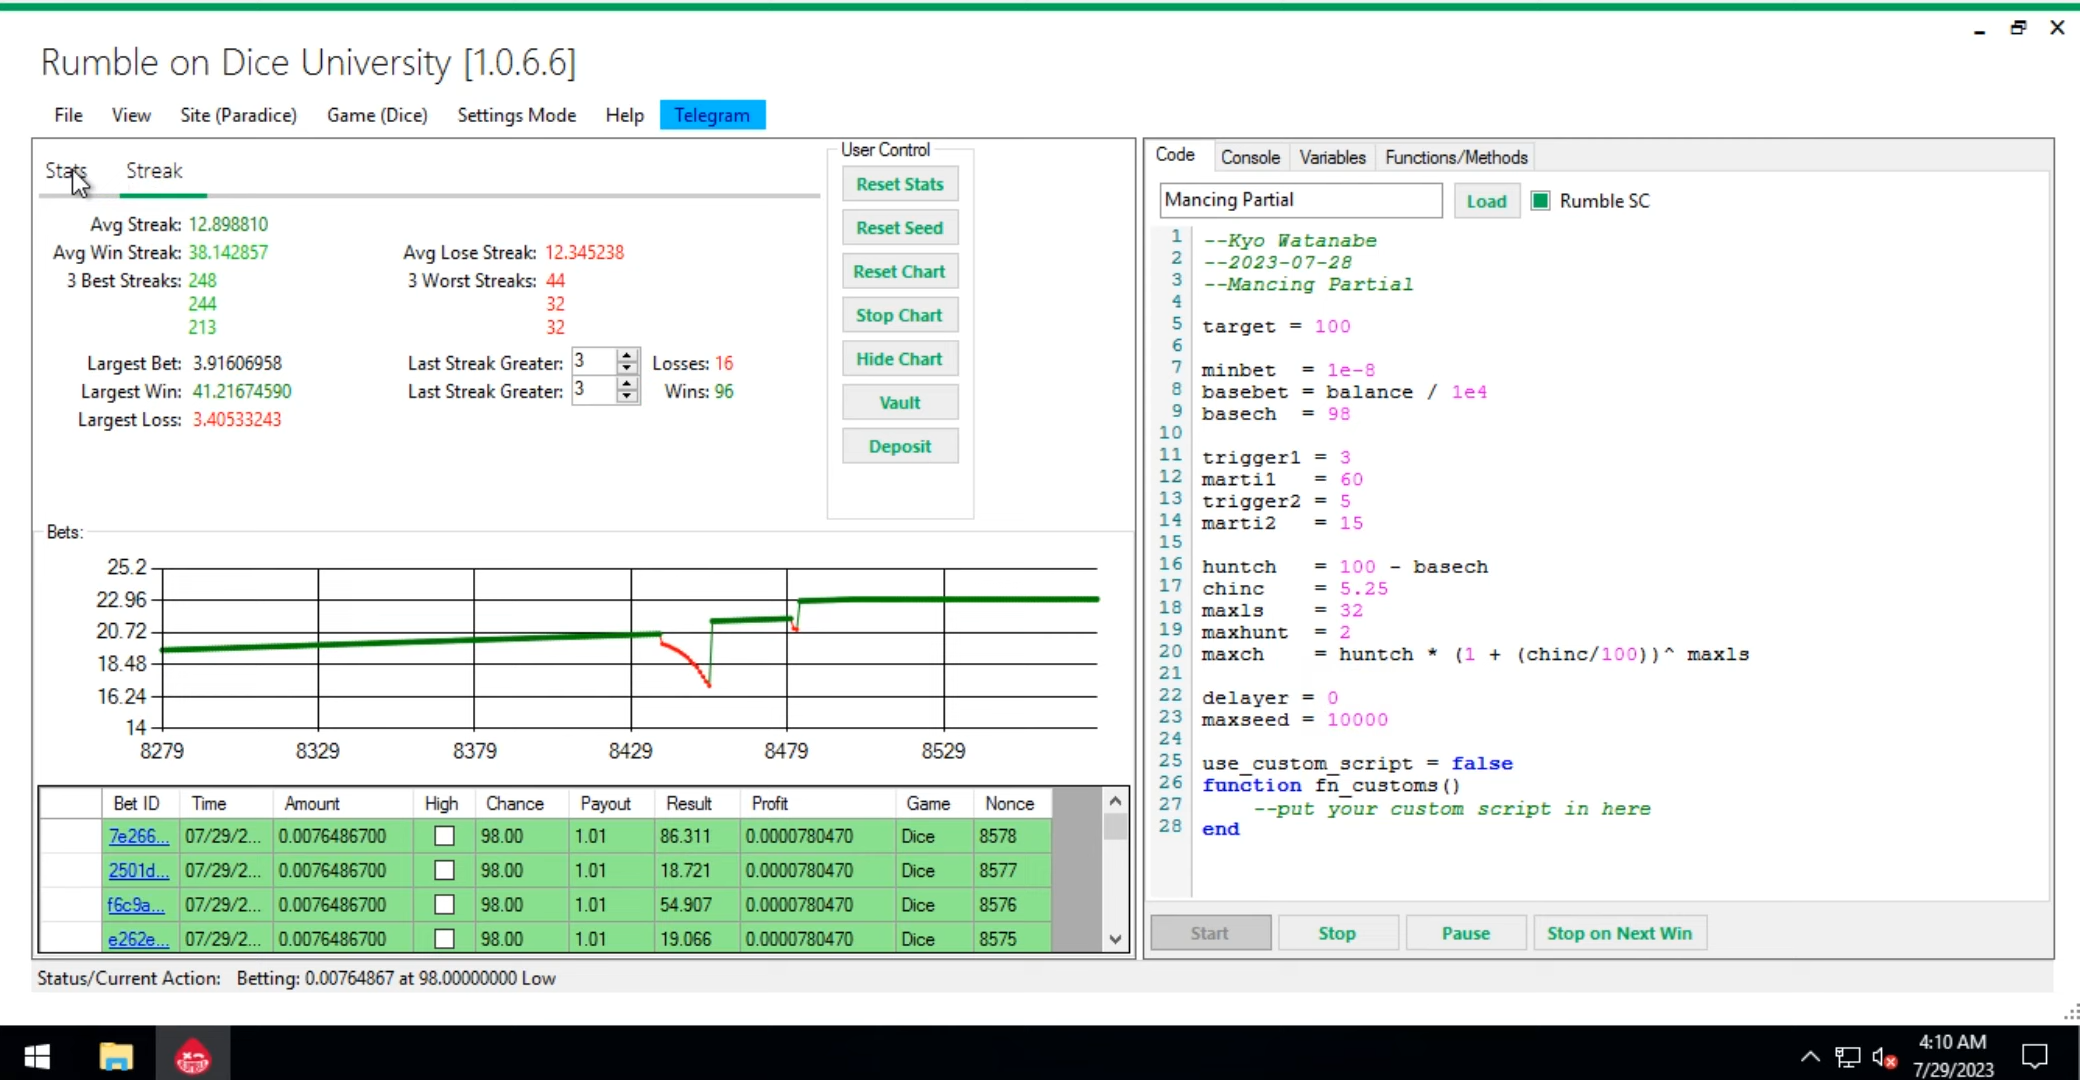 Rumble on Dice University [1.0.6.6]
File View Site (Paradice) Game (Dice) Settings Mode Help Telegram
Stats Streak
Avg Streak: 12.898810
Avg Win Streak: 38.142857 Avg Lose Streak: 12.345238
3 Best Streaks: 248 3 Worst Streaks: 44
244 32
213 32
Largest Bet: 3.91606958 Last Streak Greater: 3 Losses: 16
Largest Win: 41.21674590 Last Streak Greater: 3 Wins: 96
Largest Loss: 3.40533243
User Control
Reset Stats
Reset Seed
Reset Chart
Stop Chart
Hide Chart
Vault
Deposit
Bets:
25.2
22.96
20.72
18.48
16.24
14
8279 8329 8379 8429 8479 8529
Bet ID Time Amount High Chance Payout Result Profit Game Nonce
7e266... 07/29/2... 0.0076486700 98.00 1.01 86.311 0.0000780470 Dice 8578
2501d... 07/29/2... 0.0076486700 98.00 1.01 18.721 0.0000780470 Dice 8577
f6c9a... 07/29/2... 0.0076486700 98.00 1.01 54.907 0.0000780470 Dice 8576
e262e... 07/29/2... 0.0076486700 98.00 1.01 19.066 0.0000780470 Dice 8575
Status/Current Action: Betting: 0.00764867 at 98.00000000 Low
Code Console Variables Functions/Methods
Mancing Partial Load Rumble SC
1 --Kyo Watanabe
2 --2023-07-28
3 --Mancing Partial
4
5 target = 100
6
7 minbet = 1e-8
8 basebet = balance / 1e4
9 basech = 98
10
11 trigger1 = 3
12 marti1 = 60
13 trigger2 = 5
14 marti2 = 15
15
16 huntch = 100 - basech
17 chinc = 5.25
18 maxls = 32
19 maxhunt = 2
20 maxch = huntch * (1 + (chinc/100))^ maxls
21
22 delayer = 0
23 maxseed = 10000
24
25 use_custom_script = false
26 function fn_customs()
27 --put your custom script in here
28 end
Start Stop Pause Stop on Next Win
4:10 AM
7/29/2023